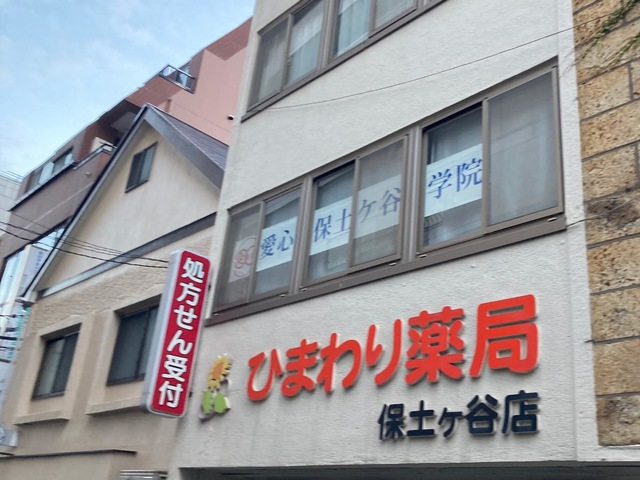 愛心 保土ケ谷 学院
処方せん受付
ひまわり薬局
保土ヶ谷店